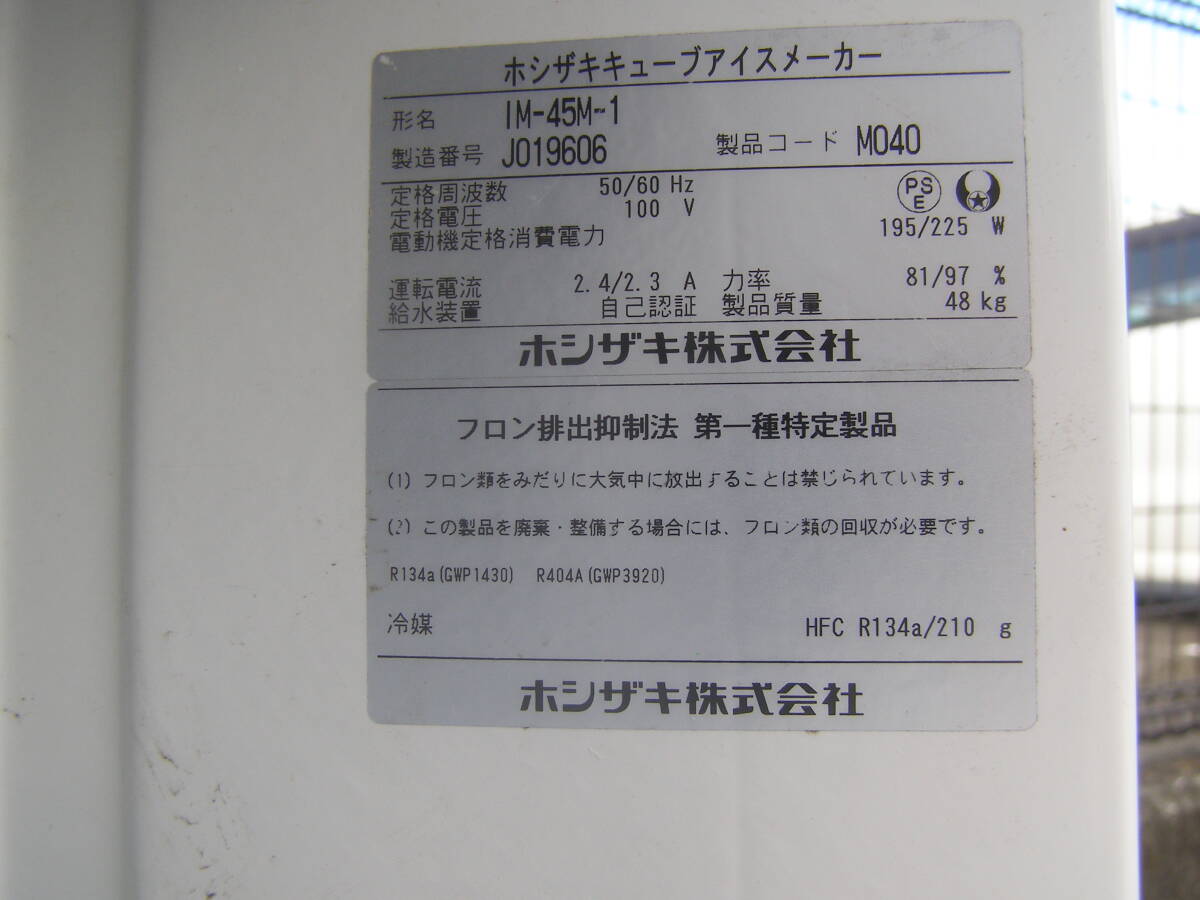 ホシザキキューブアイスメーカー
形名 IM-45M-1
製造番号 J019606 製品コード M040
定格周波数 50/60 Hz
PS E
定格電圧 100 V
電動機定格消費電力 195/225 W
運転電流 2.4/2.3 A 力率 81/97 %
給水装置 自己認証 製品質量 48 kg
ホシザキ株式会社
フロン排出抑制法 第一種特定製品
(1) フロン類をみだりに大気中に放出することは禁じられています。
(2) この製品を廃棄・整備する場合には、フロン類の回収が必要です。
R134a(GWP1430) R404A(GWP3920)
冷媒 HFC R134a/210 g
ホシザキ株式会社